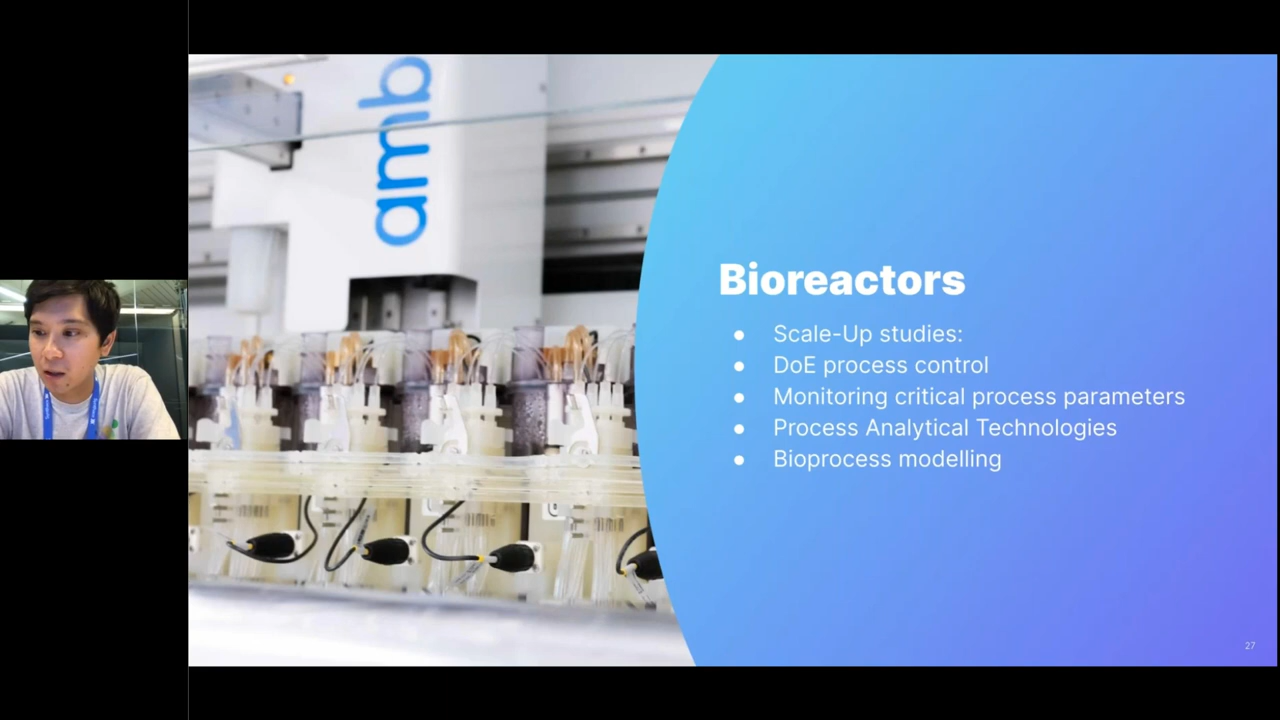 amb
Bioreactors
● Scale-Up studies:
● DoE process control
● Monitoring critical process parameters
● Process Analytical Technologies
● Bioprocess modelling
27